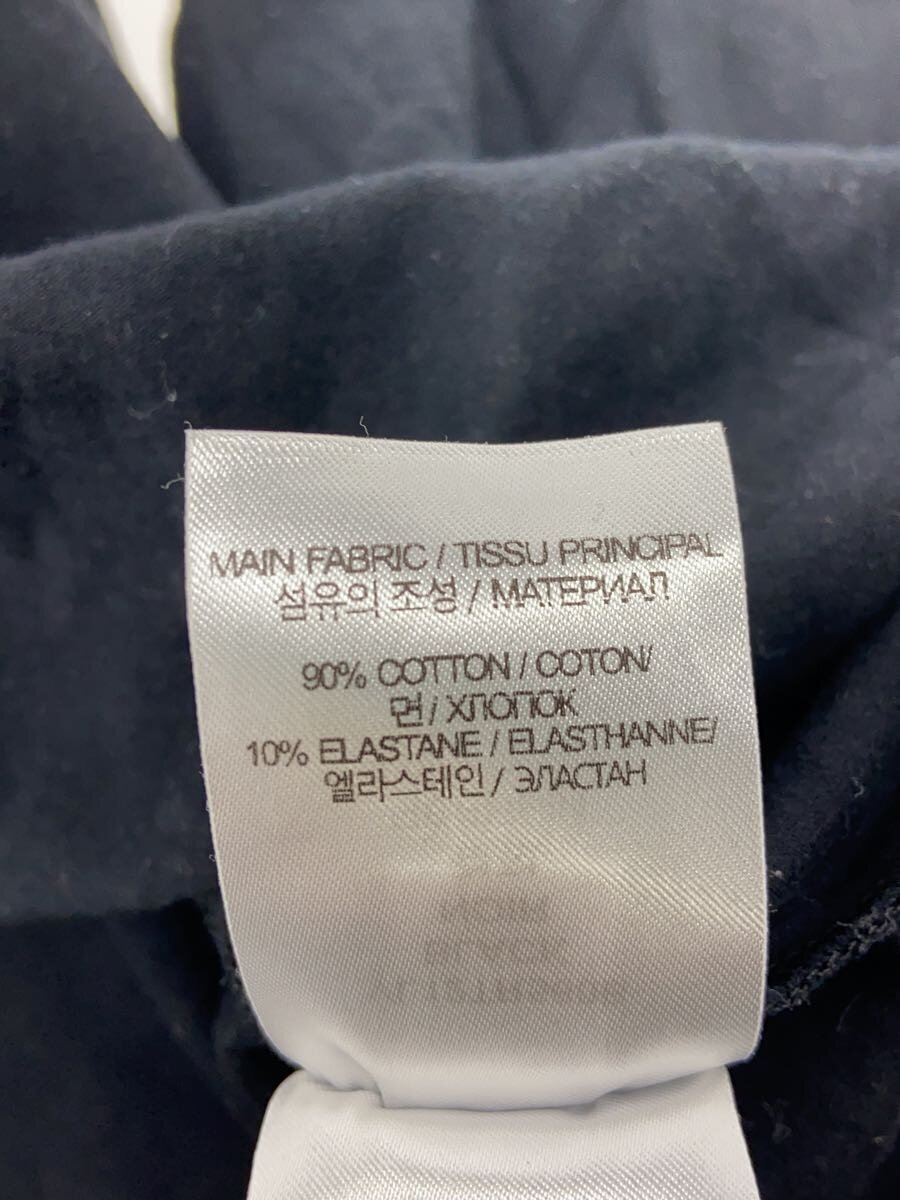 MAIN FABRIC / TISSU PRINCIPAL
섬유의 조성 / МАТЕРИАЛ
90% COTTON / COTON/
면 / ХЛОПОК
10% ELASTANE / ELASTHANNE/
엘라스테인 / ЭЛАСТАН